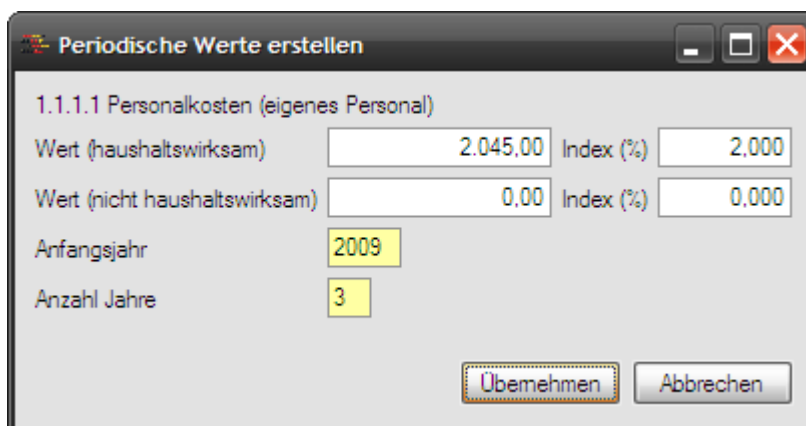 Periodische Werte erstellen
1.1.1.1 Personalkosten (eigenes Personal)
Wert (haushaltswirksam) 2.045,00 Index (%) 2,000
Wert (nicht haushaltswirksam) 0,00 Index (%) 0,000
Anfangsjahr 2009
Anzahl Jahre 3
Übernehmen Abbrechen